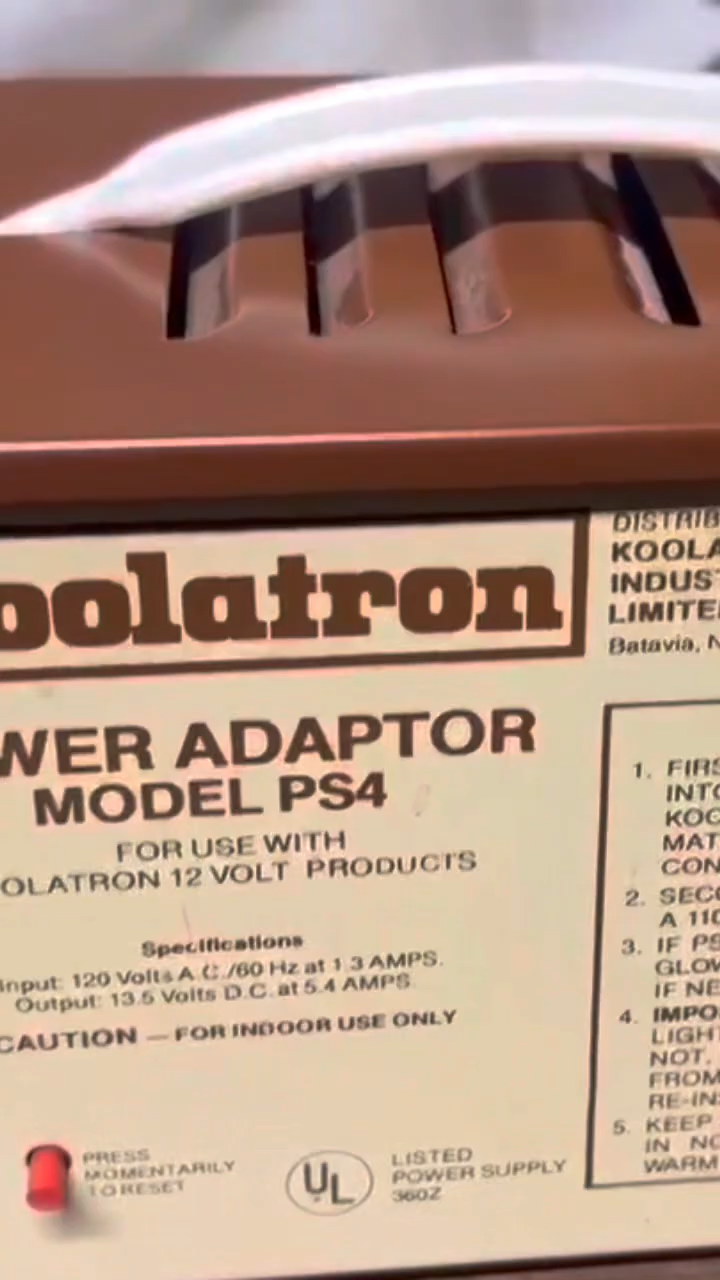 oolatron
WER ADAPTOR
MODEL PS4
FOR USE WITH
OLATRON 12 VOLT PRODUCTS
Specifications
Input: 120 Volts A.C./60 Hz at 1.3 AMPS.
Output: 13.5 Volts D.C. at 5.4 AMPS
CAUTION — FOR INDOOR USE ONLY
PRESS
MOMENTARILY
TO RESET
UL
LISTED
POWER SUPPLY
360Z
DISTRIB
KOOLA
INDUST
LIMITE
Batavia, N
1. FIRS
INTO
KOO
MAT
CON
2. SECO
A 110
3. IF PS
GLOW
IF NE
4. IMPO
LIGHT
NOT,
FROM
RE-INS
5. KEEP
IN NO
WARM